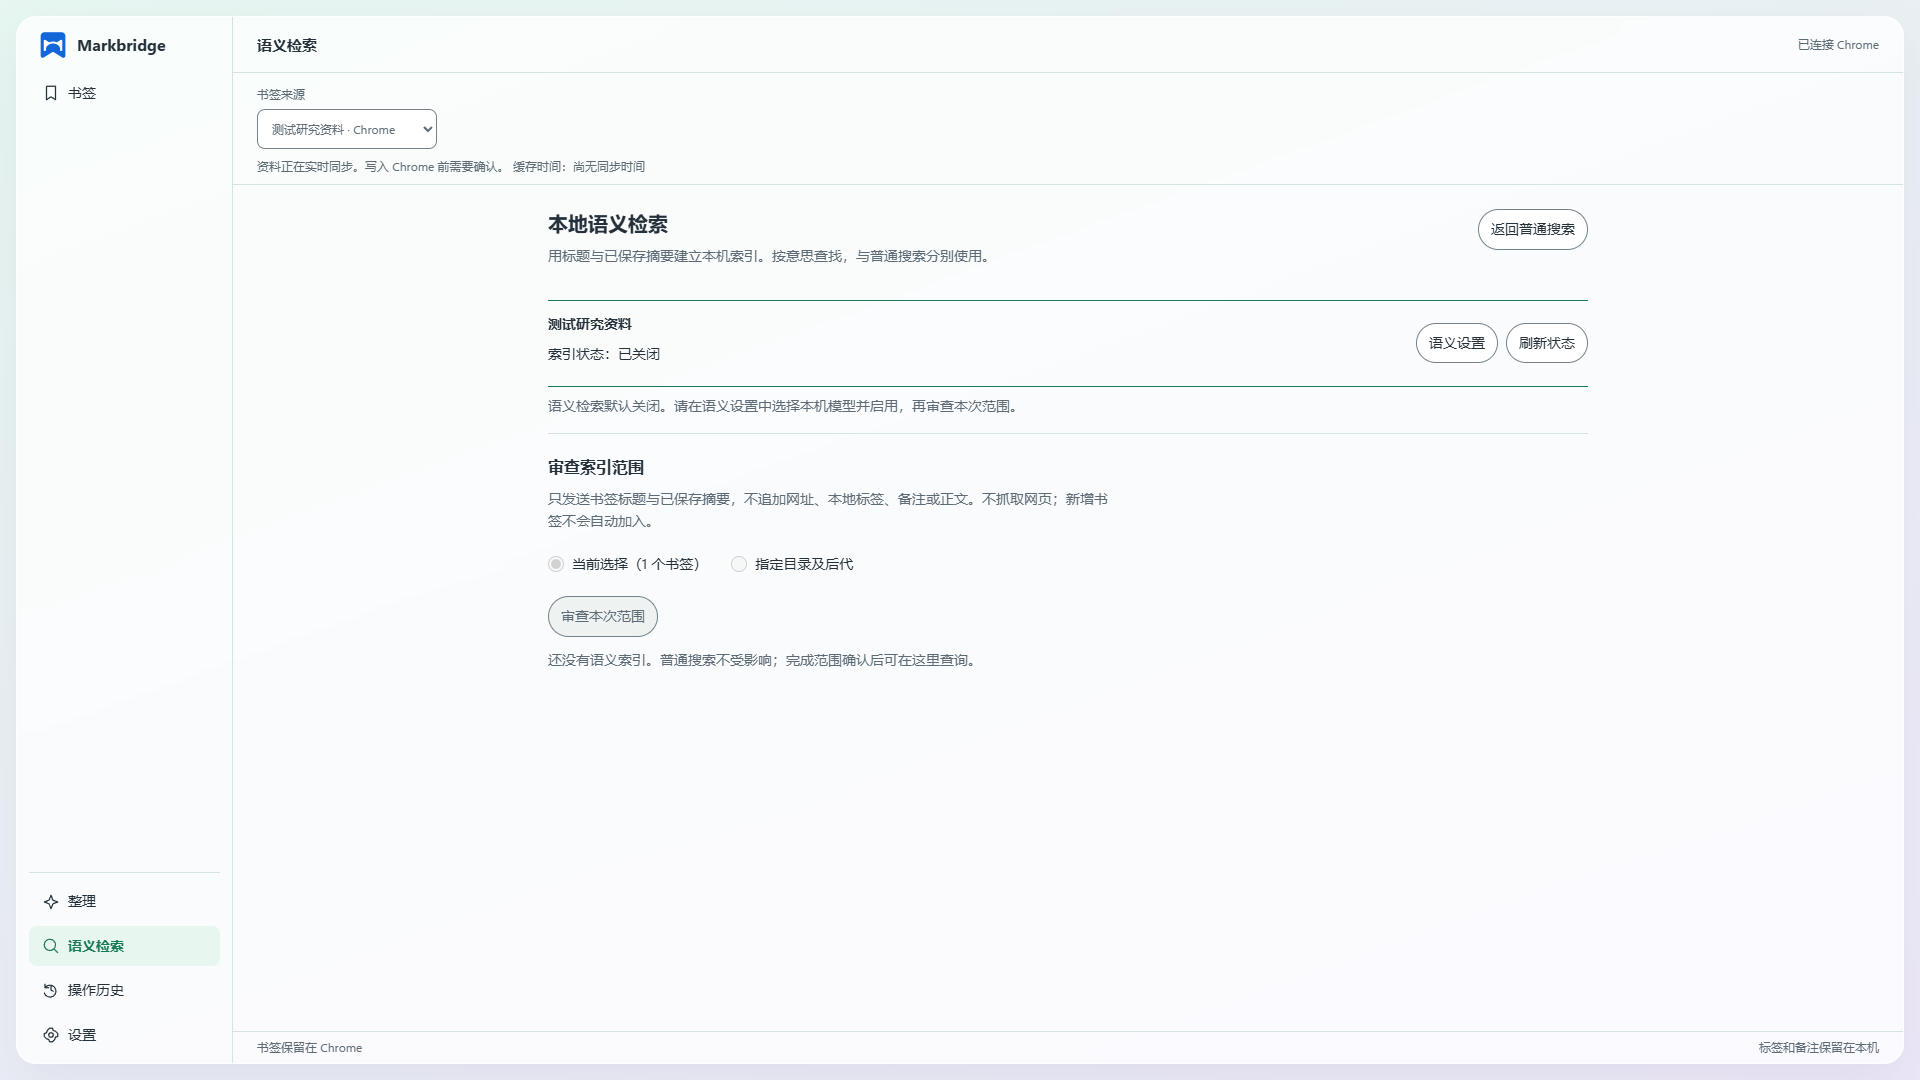 Markbridge
书签
整理
语义检索
操作历史
设置
语义检索
已连接 Chrome
书签来源
测试研究资料 · Chrome
资料正在实时同步。写入 Chrome 前需要确认。 缓存时间：尚无同步时间
本地语义检索
用标题与已保存摘要建立本机索引。按意思查找，与普通搜索分别使用。
返回普通搜索
测试研究资料
索引状态：已关闭
语义设置
刷新状态
语义检索默认关闭。请在语义设置中选择本机模型并启用，再审查本次范围。
审查索引范围
只发送书签标题与已保存摘要，不追加网址、本地标签、备注或正文。不抓取网页；新增书
签不会自动加入。
当前选择（1 个书签）
指定目录及后代
审查本次范围
还没有语义索引。普通搜索不受影响；完成范围确认后可在这里查询。
书签保留在 Chrome
标签和备注保留在本机